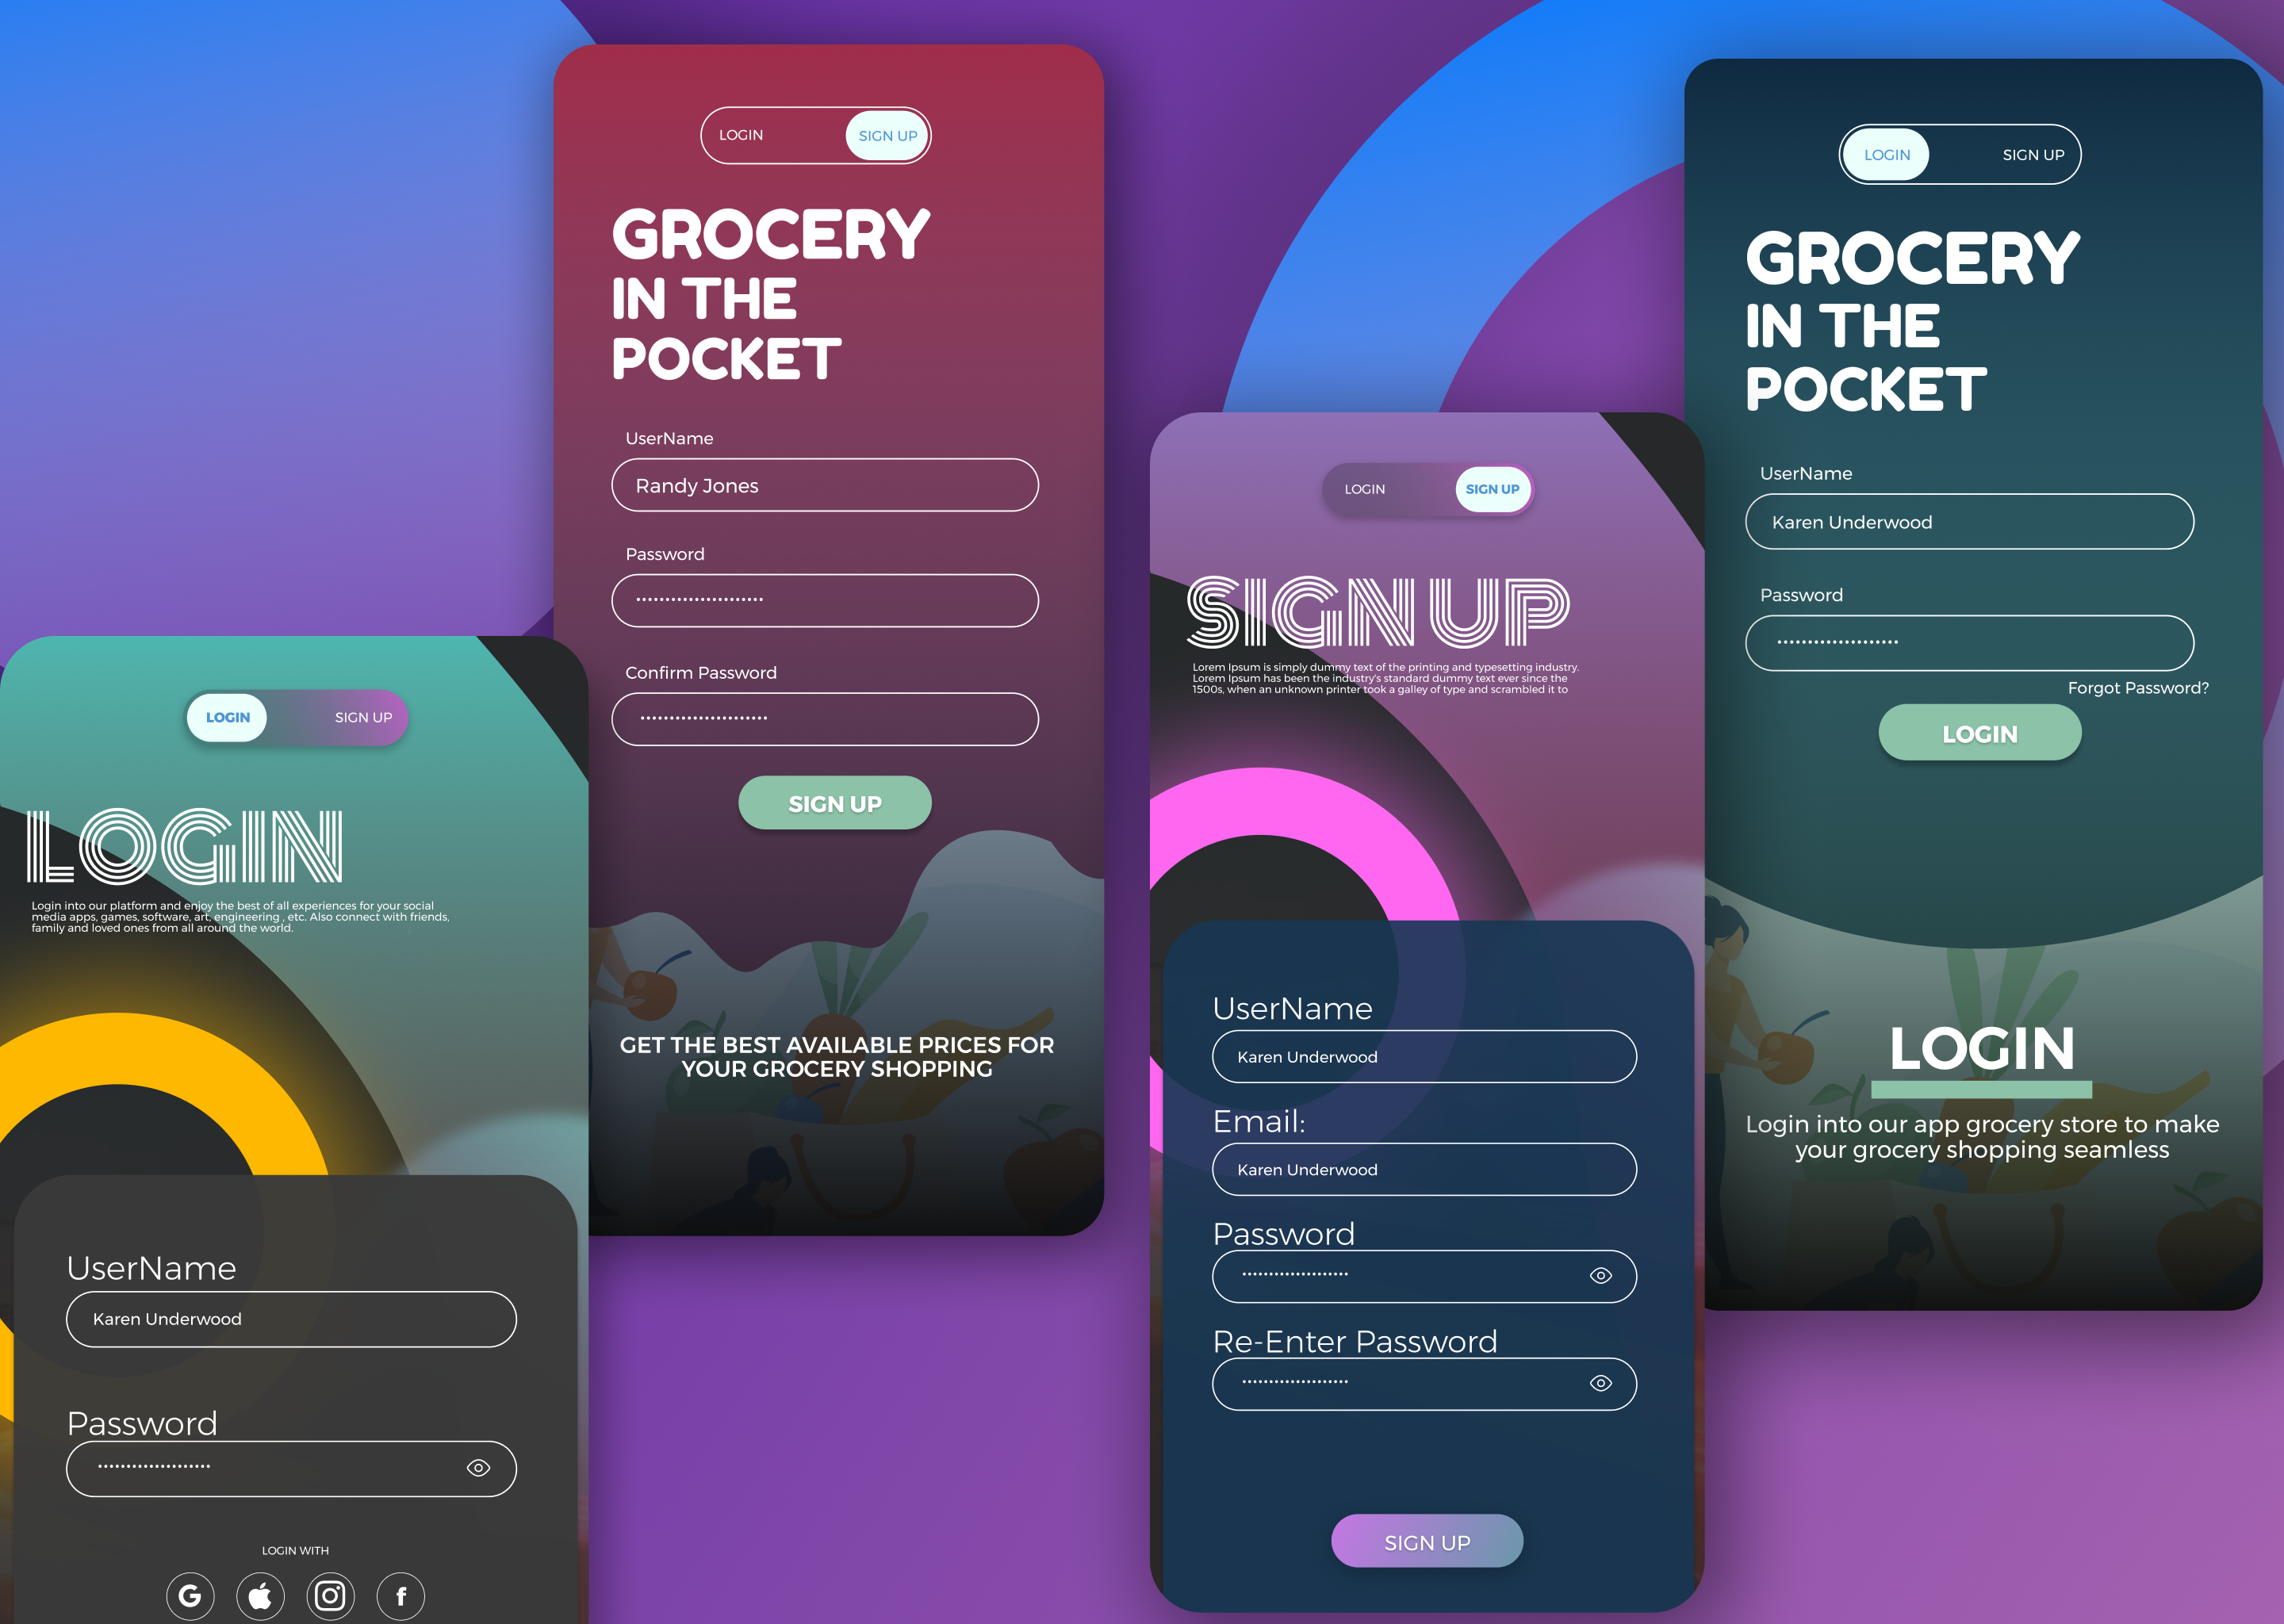 LOGIN SIGN UP
GROCERY
IN THE
POCKET
UserName
Randy Jones
Password
Confirm Password
SIGN UP
GET THE BEST AVAILABLE PRICES FOR
YOUR GROCERY SHOPPING
LOGIN SIGN UP
GROCERY
IN THE
POCKET
UserName
Karen Underwood
Password
Forgot Password?
LOGIN
LOGIN
Login into our app grocery store to make
your grocery shopping seamless
LOGIN SIGN UP
SIGNUP
Lorem Ipsum is simply dummy text of the printing and typesetting industry.
Lorem Ipsum has been the industry's standard dummy text ever since the
1500s, when an unknown printer took a galley of type and scrambled it to
UserName
Karen Underwood
Email:
Karen Underwood
Password
Re-Enter Password
SIGN UP
LOGIN SIGN UP
LOGIN
Login into our platform and enjoy the best of all experiences for your social
media apps, games, software, art, engineering , etc. Also connect with friends,
family and loved ones from all around the world.
UserName
Karen Underwood
Password
LOGIN WITH